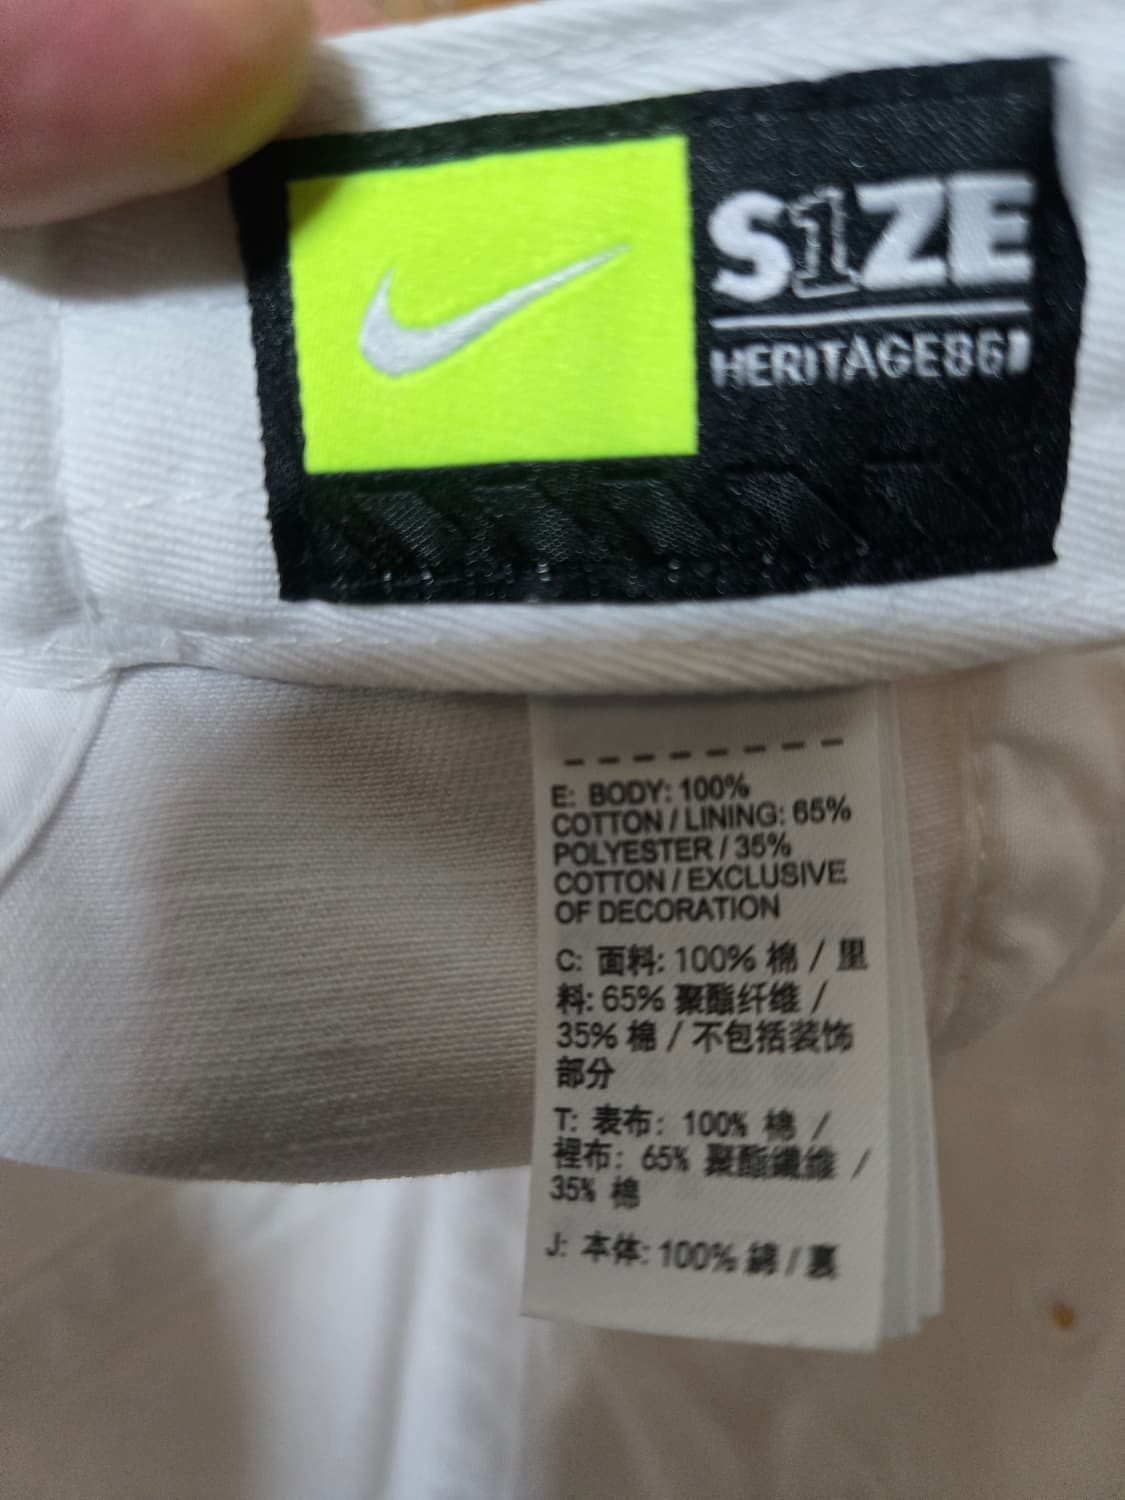 S1ZE
HERITAGE86
E: BODY: 100%
COTTON / LINING: 65%
POLYESTER / 35%
COTTON / EXCLUSIVE
OF DECORATION
C: 面料: 100% 棉 / 里
料: 65% 聚酯纤维 /
35% 棉 / 不包括装饰
部分
T: 表布: 100% 棉 /
裡布: 65% 聚酯纖維 /
35% 棉
J: 本体: 100% 綿 / 裏